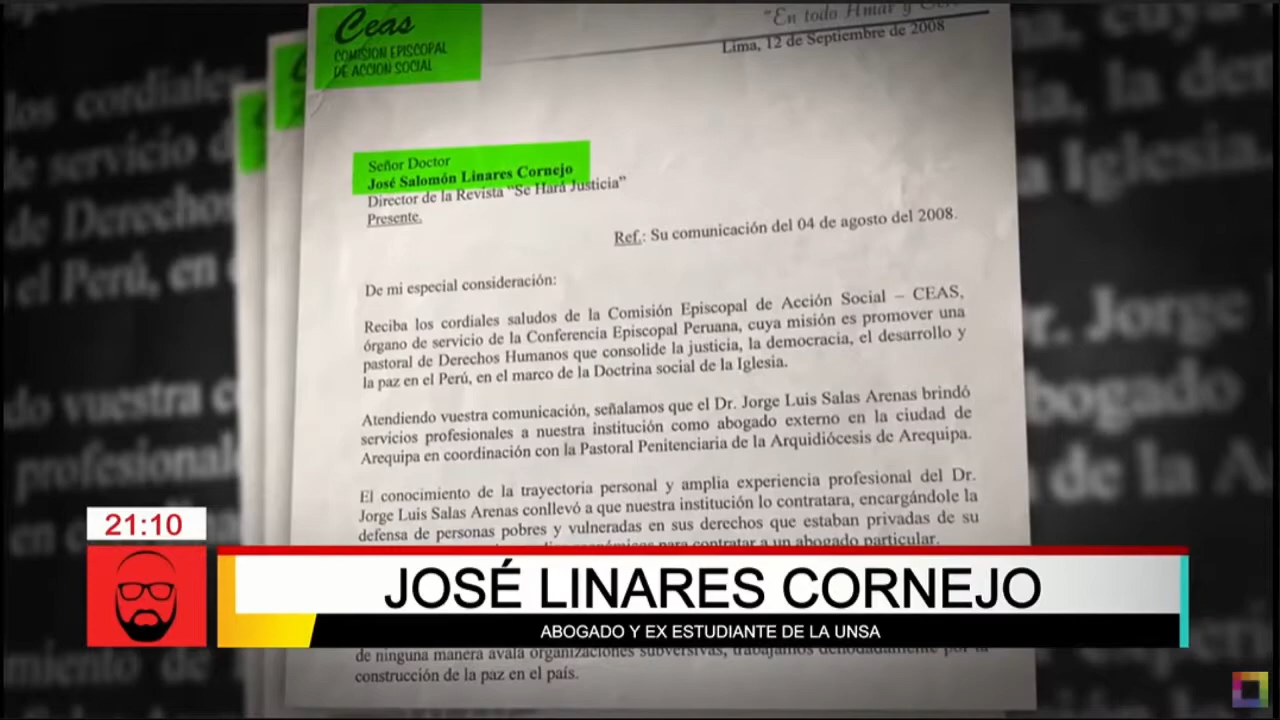 Ceas
COMISIÓN EPISCOPAL
DE ACCIÓN SOCIAL
"En todo Amar y
Lima, 12 de Septiembre de 2008
Señor Doctor
José Salomón Linares Cornejo
Director de la Revista "Se Hará Justicia"
Presente.
Ref.: Su comunicación del 04 de agosto del 2008.
De mi especial consideración:
Reciba los cordiales saludos de la Comisión Episcopal de Acción Social – CEAS,
órgano de servicio de la Conferencia Episcopal Peruana, cuya misión es promover una
pastoral de Derechos Humanos que consolide la justicia, la democracia, el desarrollo y
la paz en el Perú, en el marco de la Doctrina social de la Iglesia.
Atendiendo vuestra comunicación, señalamos que el Dr. Jorge Luis Salas Arenas brindó
servicios profesionales a nuestra institución como abogado externo en la ciudad de
Arequipa en coordinación con la Pastoral Penitenciaria de la Arquidiócesis de Arequipa.
El conocimiento de la trayectoria personal y amplia experiencia profesional del Dr.
Jorge Luis Salas Arenas conllevó a que nuestra institución lo contratara, encargándole la
defensa de personas pobres y vulneradas en sus derechos que estaban privadas de su
para contratar a un abogado particular.
21:10
JOSÉ LINARES CORNEJO
ABOGADO Y EX ESTUDIANTE DE LA UNSA
de ninguna manera avala organizaciones subversivas, trabajamos denodadamente por la
construcción de la paz en el país.